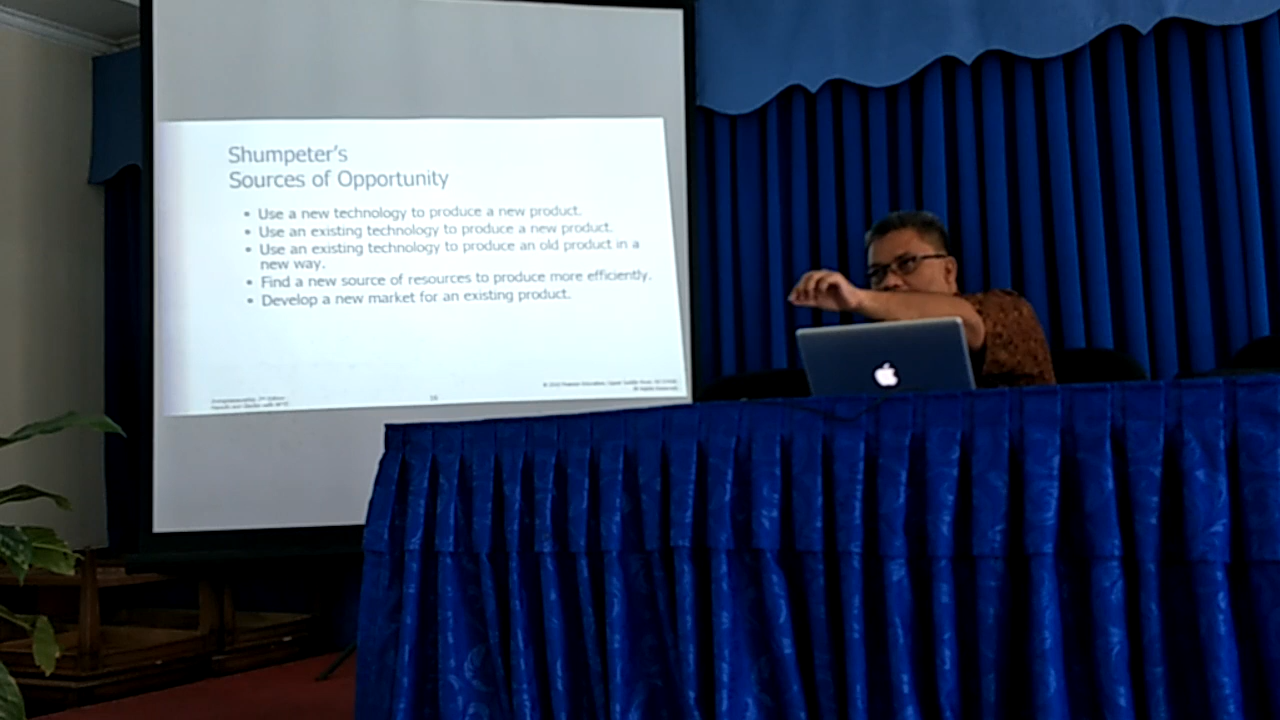 Shumpeter's
Sources of Opportunity
• Use a new technology to produce a new product.
• Use an existing technology to produce a new product.
• Use an existing technology to produce an old product in a
new way.
• Find a new source of resources to produce more efficiently.
• Develop a new market for an existing product.